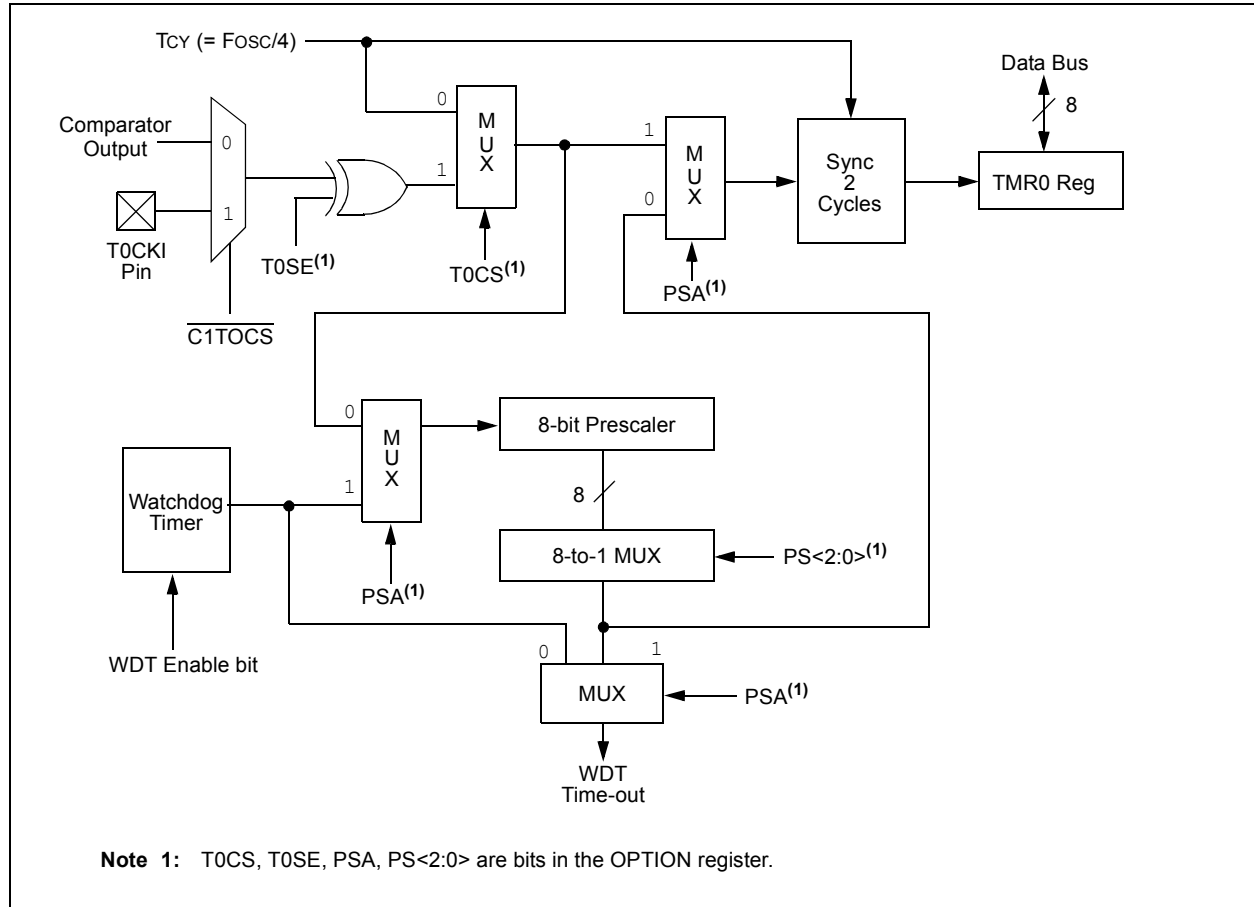 TCY (= FOSC/4)
Data Bus
8
Comparator
Output
0
1
T0CKI
Pin
C1TOCS
T0SE(1)
0
1
MUX
T0CS(1)
1
0
MUX
PSA(1)
Sync
2
Cycles
TMR0 Reg
0
1
MUX
PSA(1)
8-bit Prescaler
8
8-to-1 MUX
PS<2:0>(1)
Watchdog
Timer
WDT Enable bit
0
1
MUX
PSA(1)
WDT
Time-out
Note 1: T0CS, T0SE, PSA, PS<2:0> are bits in the OPTION register.